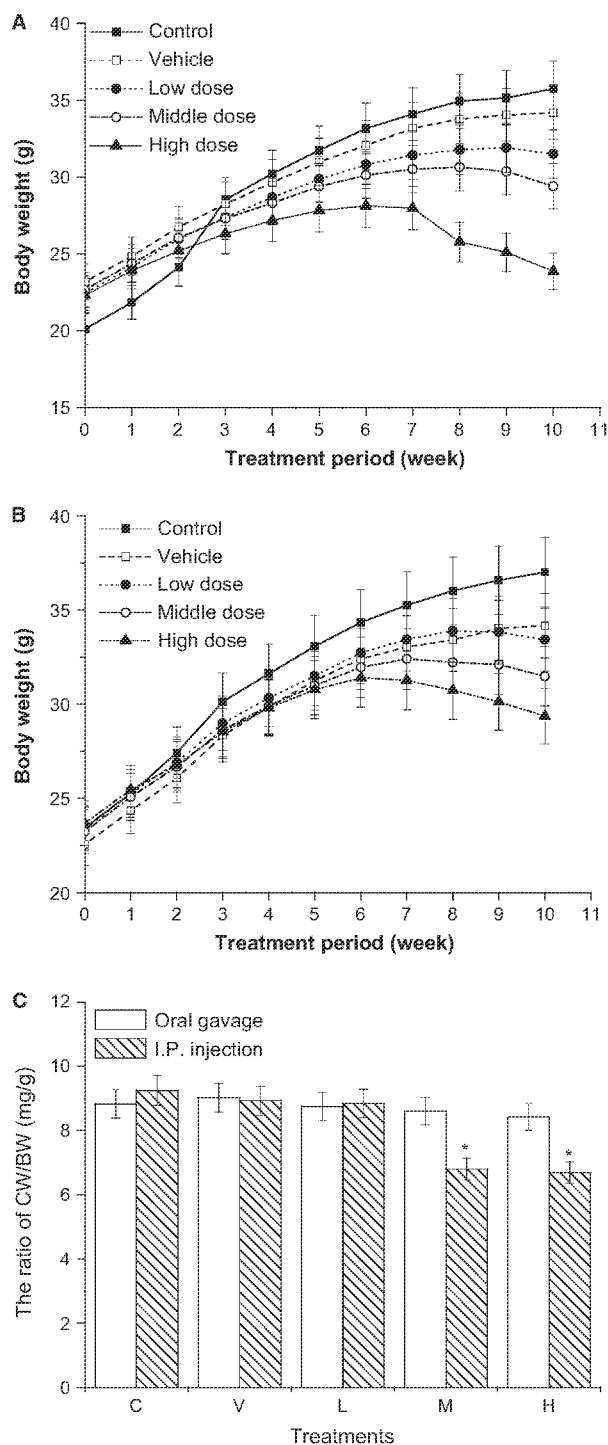 A
40
35
30
25
20
15
Body weight (g)
Control
Vehicle
Low dose
Middle dose
High dose
0 1 2 3 4 5 6 7 8 9 10 11
Treatment period (week)
B
40
35
30
25
20
Body weight (g)
Control
Vehicle
Low dose
Middle dose
High dose
0 1 2 3 4 5 6 7 8 9 10 11
Treatment period (week)
C
12
10
8
6
4
2
0
The ratio of CW/BW (mg/g)
Oral gavage
I.P. injection
* *
C V L M H
Treatments